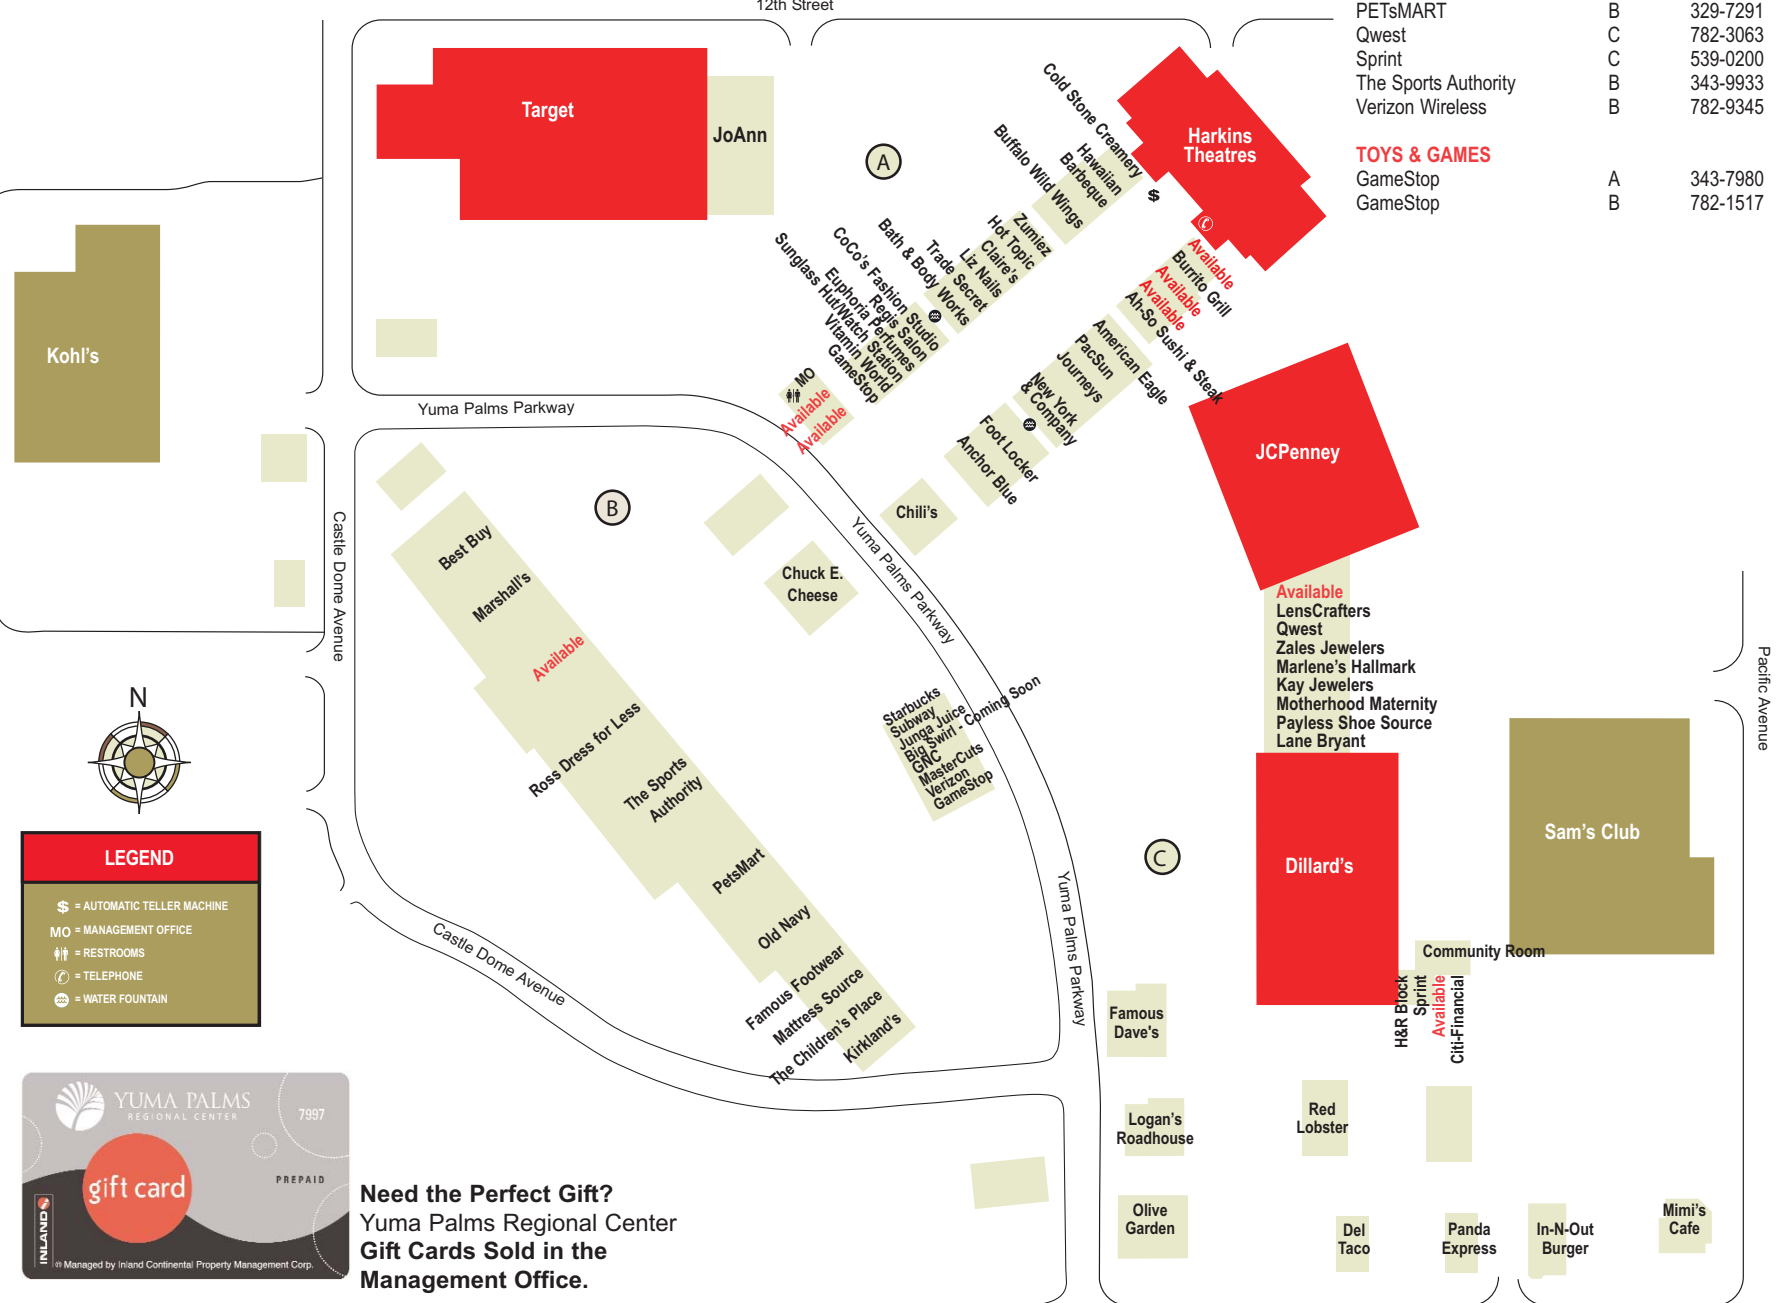 12th Street
PETsMART B 329-7291
Qwest C 782-3063
Sprint C 539-0200
The Sports Authority B 343-9933
Verizon Wireless B 782-9345
TOYS & GAMES
GameStop A 343-7980
GameStop B 782-1517
Target
JoAnn
A
Harkins
Theatres
Cold Stone Creamery
Hawaiian
Barbeque
Buffalo Wild Wings
$
Zumiez
Hot Topic
Claire's
Liz Nails
Trade Secret
Bath & Body Works
CoCo's Fashion Studio
Regis Salon
Euphoria Perfumes
Sunglass Hut/Watch Station
Vitamin World
GameStop
MO
Available
Available
Available
Burrito Grill
Available
Available
Ah-So Sushi & Steak
American Eagle
PacSun
Journeys
New York
& Company
Foot Locker
Anchor Blue
Chili's
Kohl's
Yuma Palms Parkway
JCPenney
B
Best Buy
Marshall's
Available
Ross Dress for Less
The Sports
Authority
PetsMart
Old Navy
Famous Footwear
Mattress Source
The Children's Place
Kirkland's
Chuck E.
Cheese
Castle Dome Avenue
Yuma Palms Parkway
Available
LensCrafters
Qwest
Zales Jewelers
Marlene's Hallmark
Kay Jewelers
Motherhood Maternity
Payless Shoe Source
Lane Bryant
Pacific Avenue
Starbucks
Subway
Junga Juice
Big Swirl - Coming Soon
GNC
MasterCuts
Verizon
GameStop
N
C
Dillard's
Sam's Club
Yuma Palms Parkway
Castle Dome Avenue
Community Room
H&R Block
Sprint
Available
Citi-Financial
LEGEND
$ = AUTOMATIC TELLER MACHINE
MO = MANAGEMENT OFFICE
= RESTROOMS
= TELEPHONE
= WATER FOUNTAIN
Famous
Dave's
Logan's
Roadhouse
Red
Lobster
Olive
Garden
Del
Taco
Panda
Express
In-N-Out
Burger
Mimi's
Cafe
YUMA PALMS
REGIONAL CENTER
7997
gift card
PREPAID
INLAND
® Managed by Inland Continental Property Management Corp.
Need the Perfect Gift?
Yuma Palms Regional Center
Gift Cards Sold in the
Management Office.